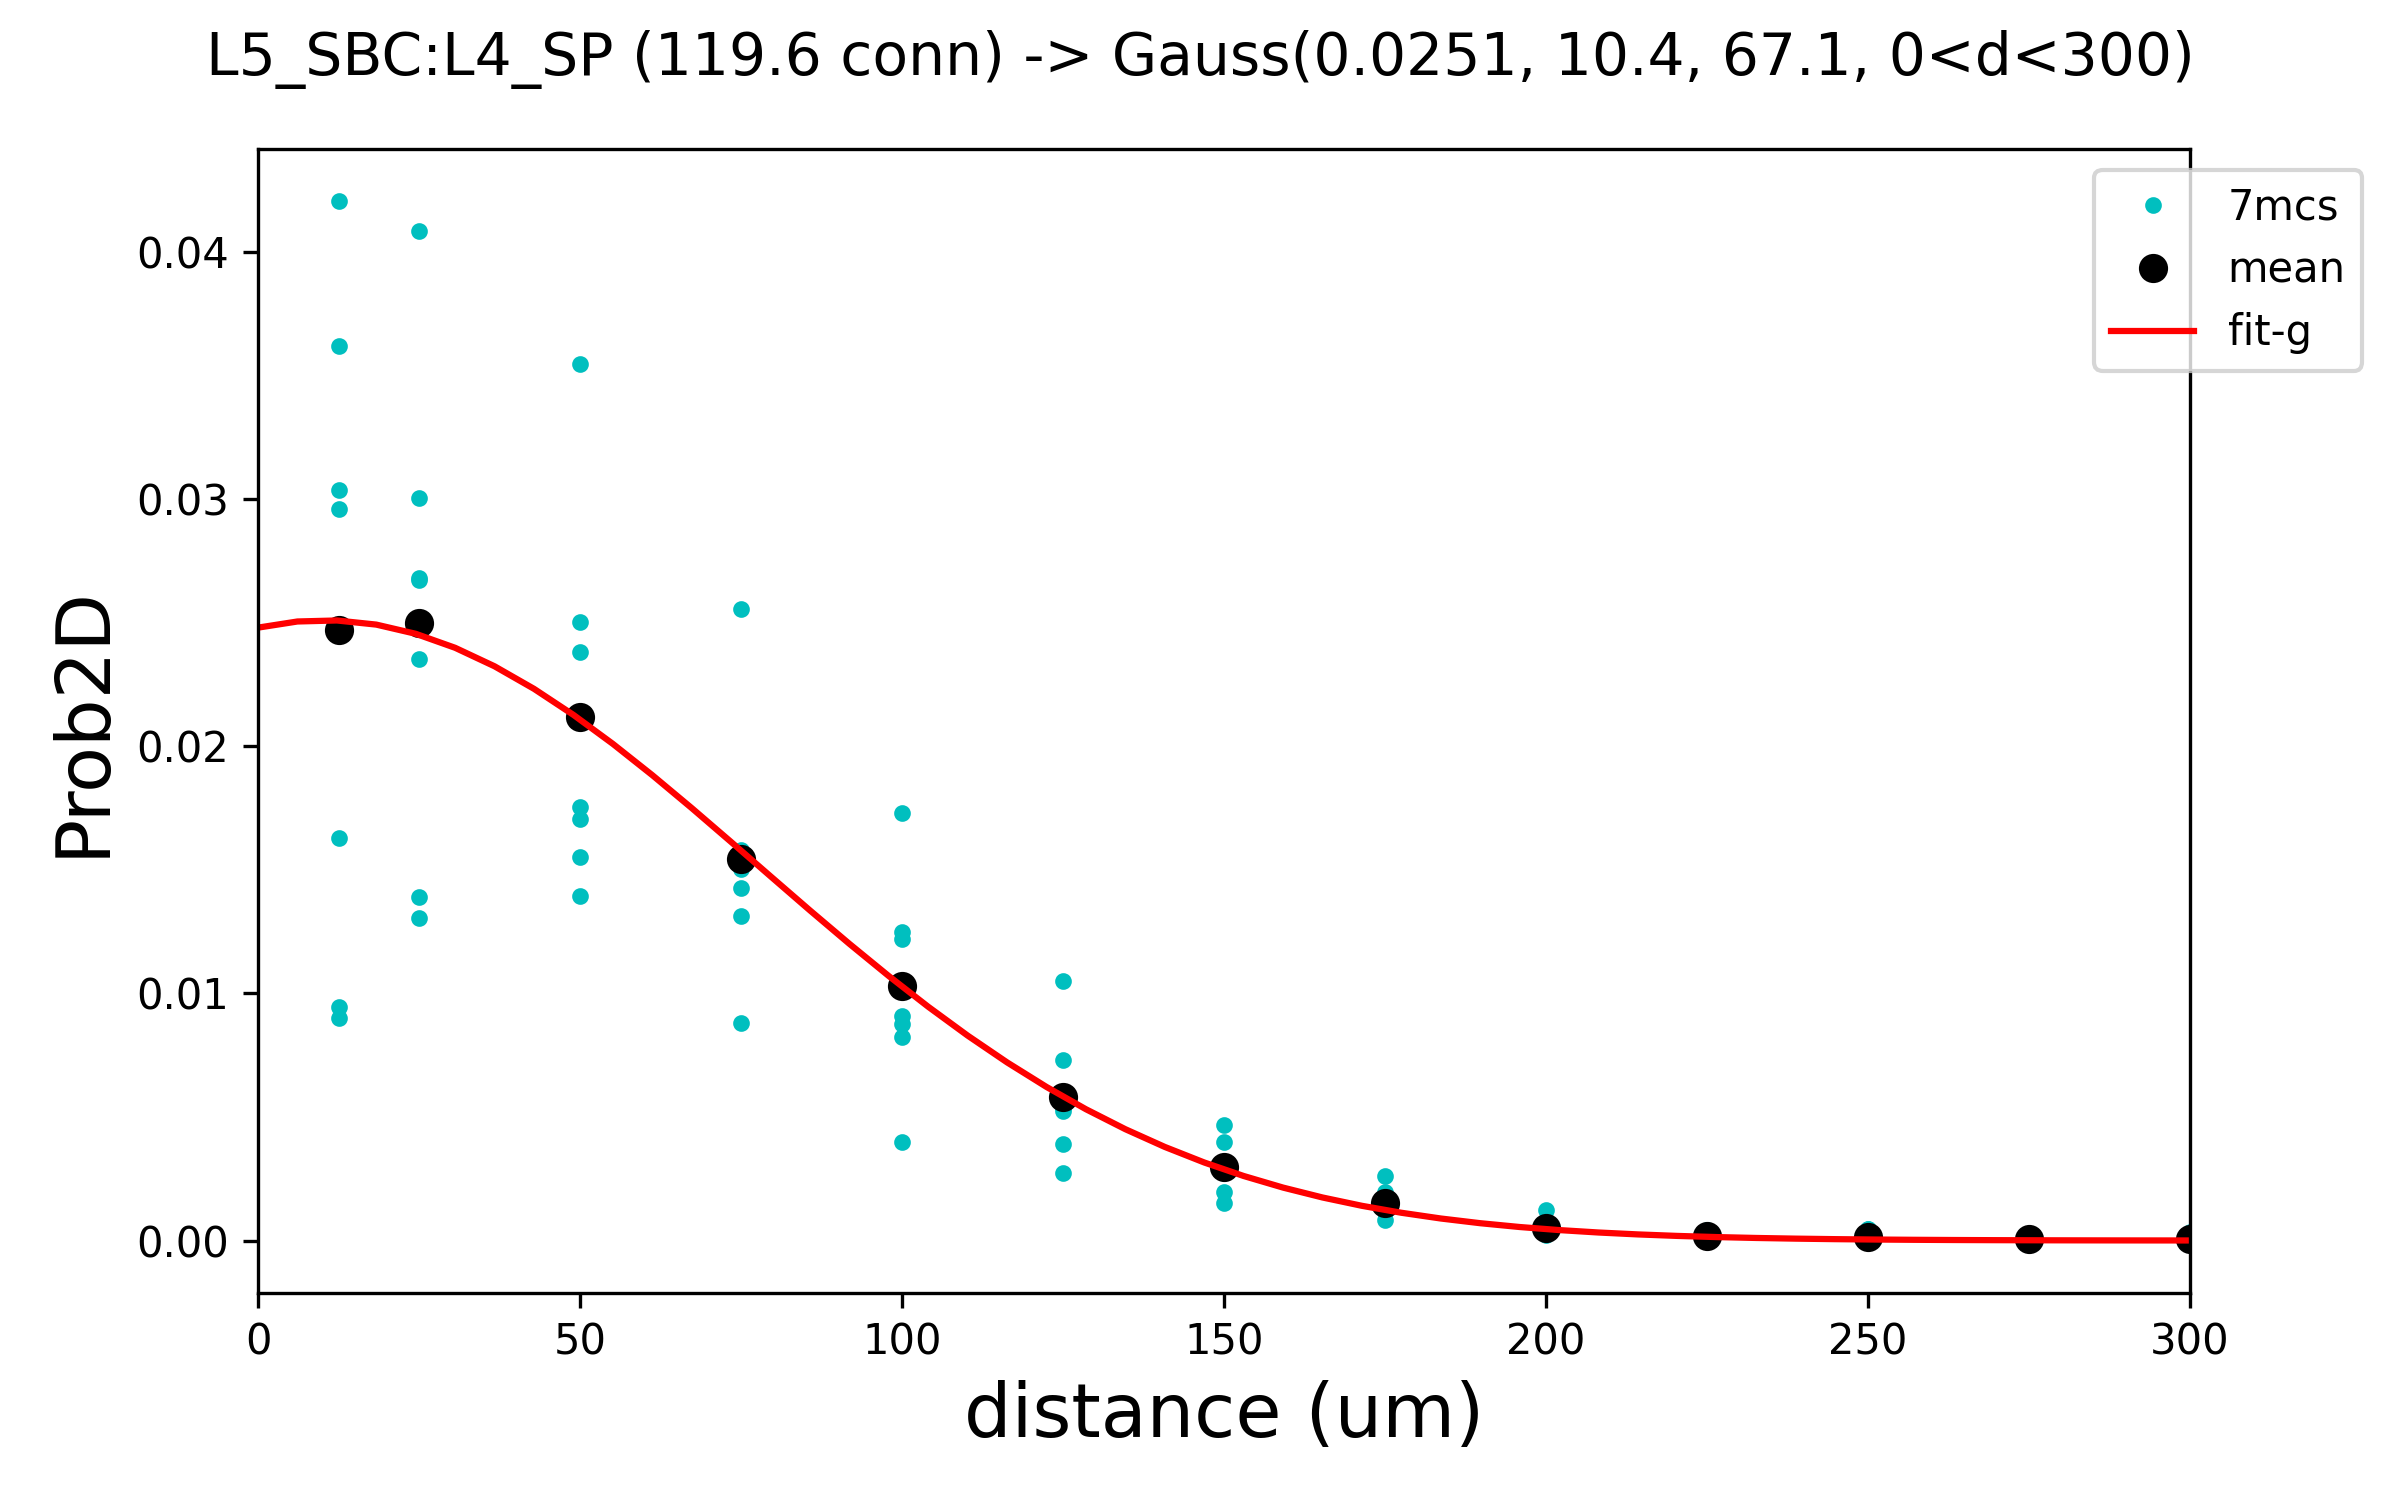 L5_SBC:L4_SP (119.6 conn) -> Gauss(0.0251, 10.4, 67.1, 0<d<300)
7mcs
mean
fit-g
Prob2D
0.04
0.03
0.02
0.01
0.00
0 50 100 150 200 250 300
distance (um)